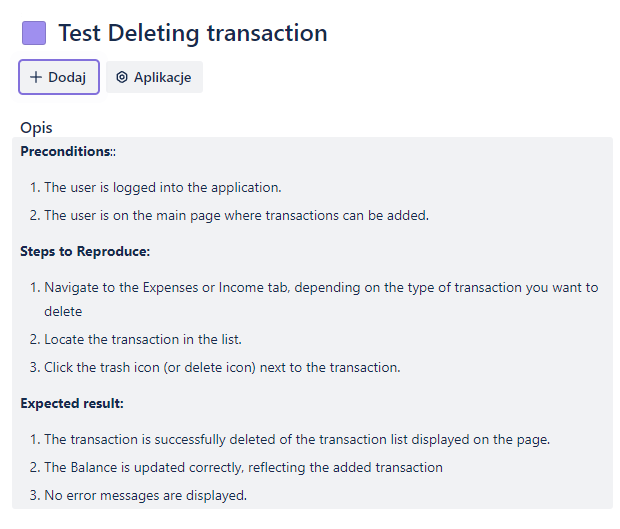 Test Deleting transaction
+ Dodaj
Aplikacje
Opis
Preconditions::
1. The user is logged into the application.
2. The user is on the main page where transactions can be added.
Steps to Reproduce:
1. Navigate to the Expenses or Income tab, depending on the type of transaction you want to
delete
2. Locate the transaction in the list.
3. Click the trash icon (or delete icon) next to the transaction.
Expected result:
1. The transaction is successfully deleted of the transaction list displayed on the page.
2. The Balance is updated correctly, reflecting the added transaction
3. No error messages are displayed.